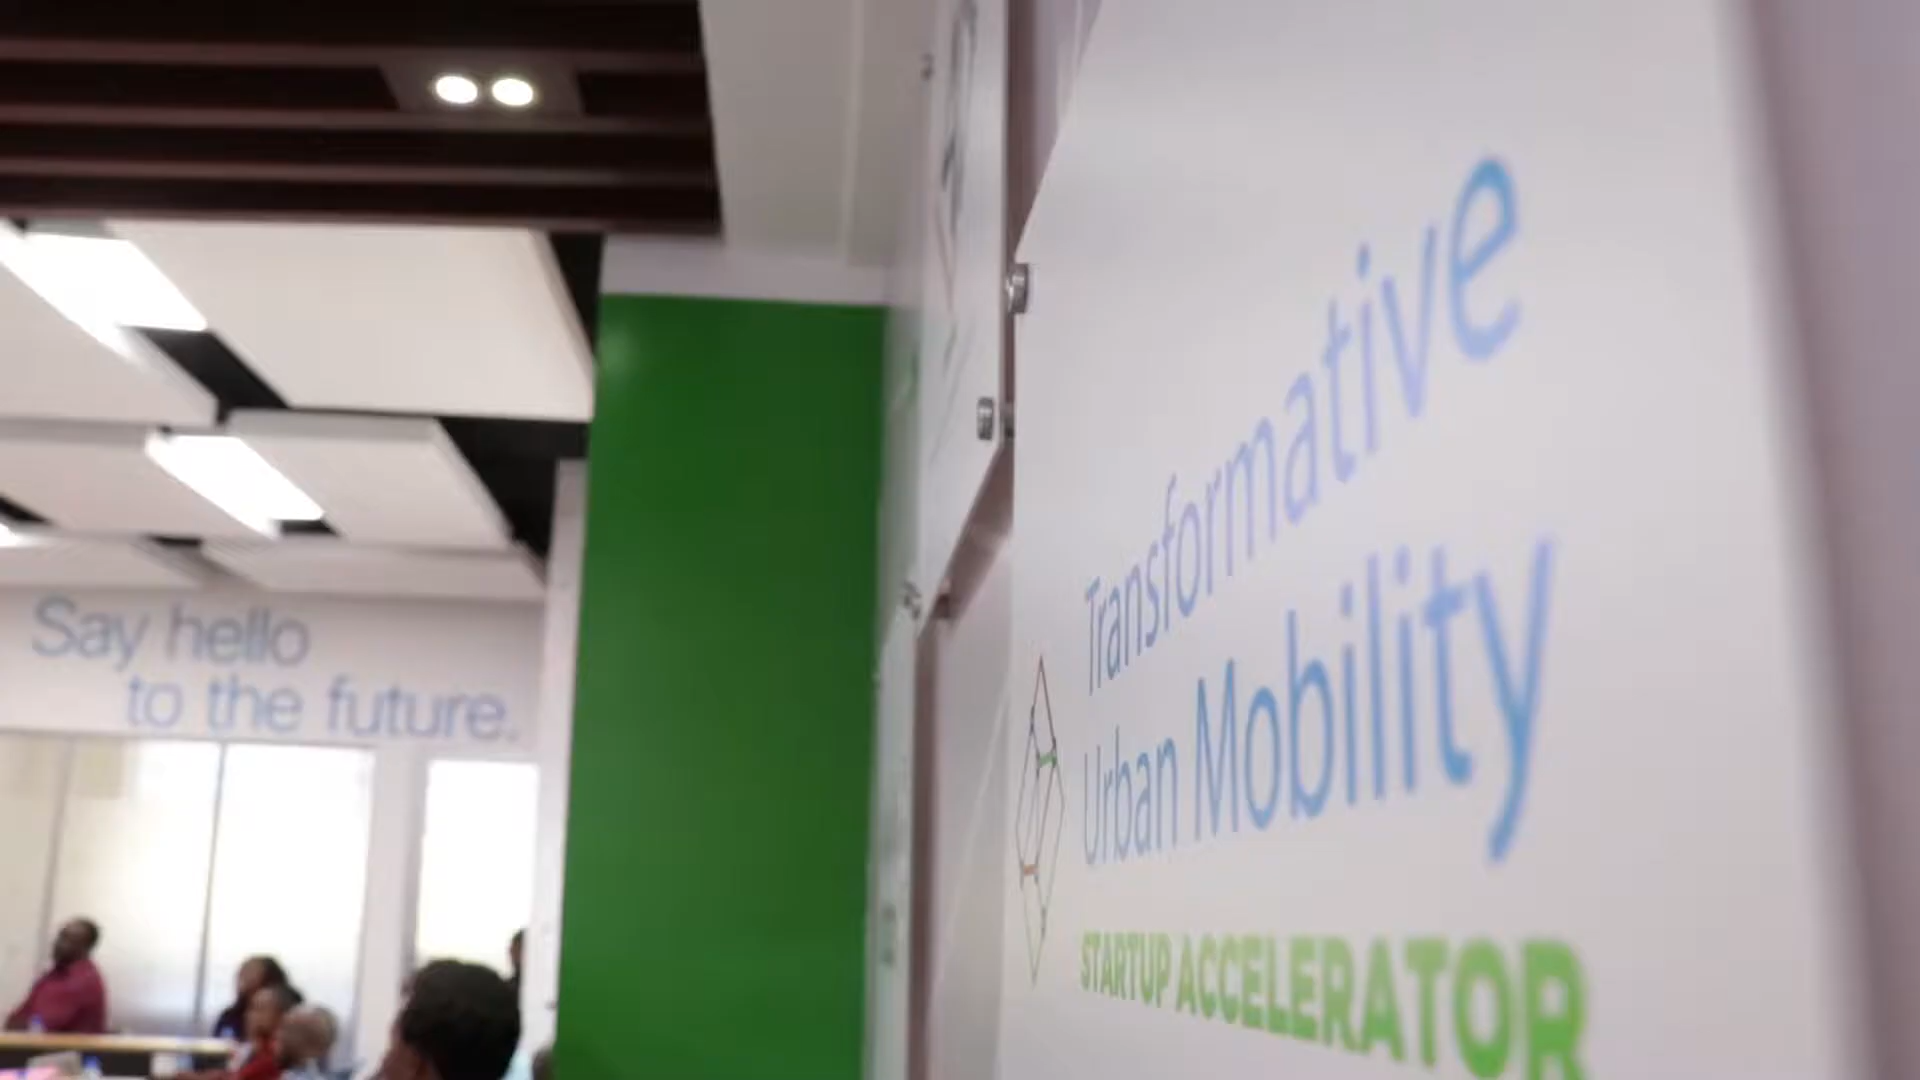 Say hello
to the future.
Transformative
Urban Mobility
STARTUP ACCELERATOR